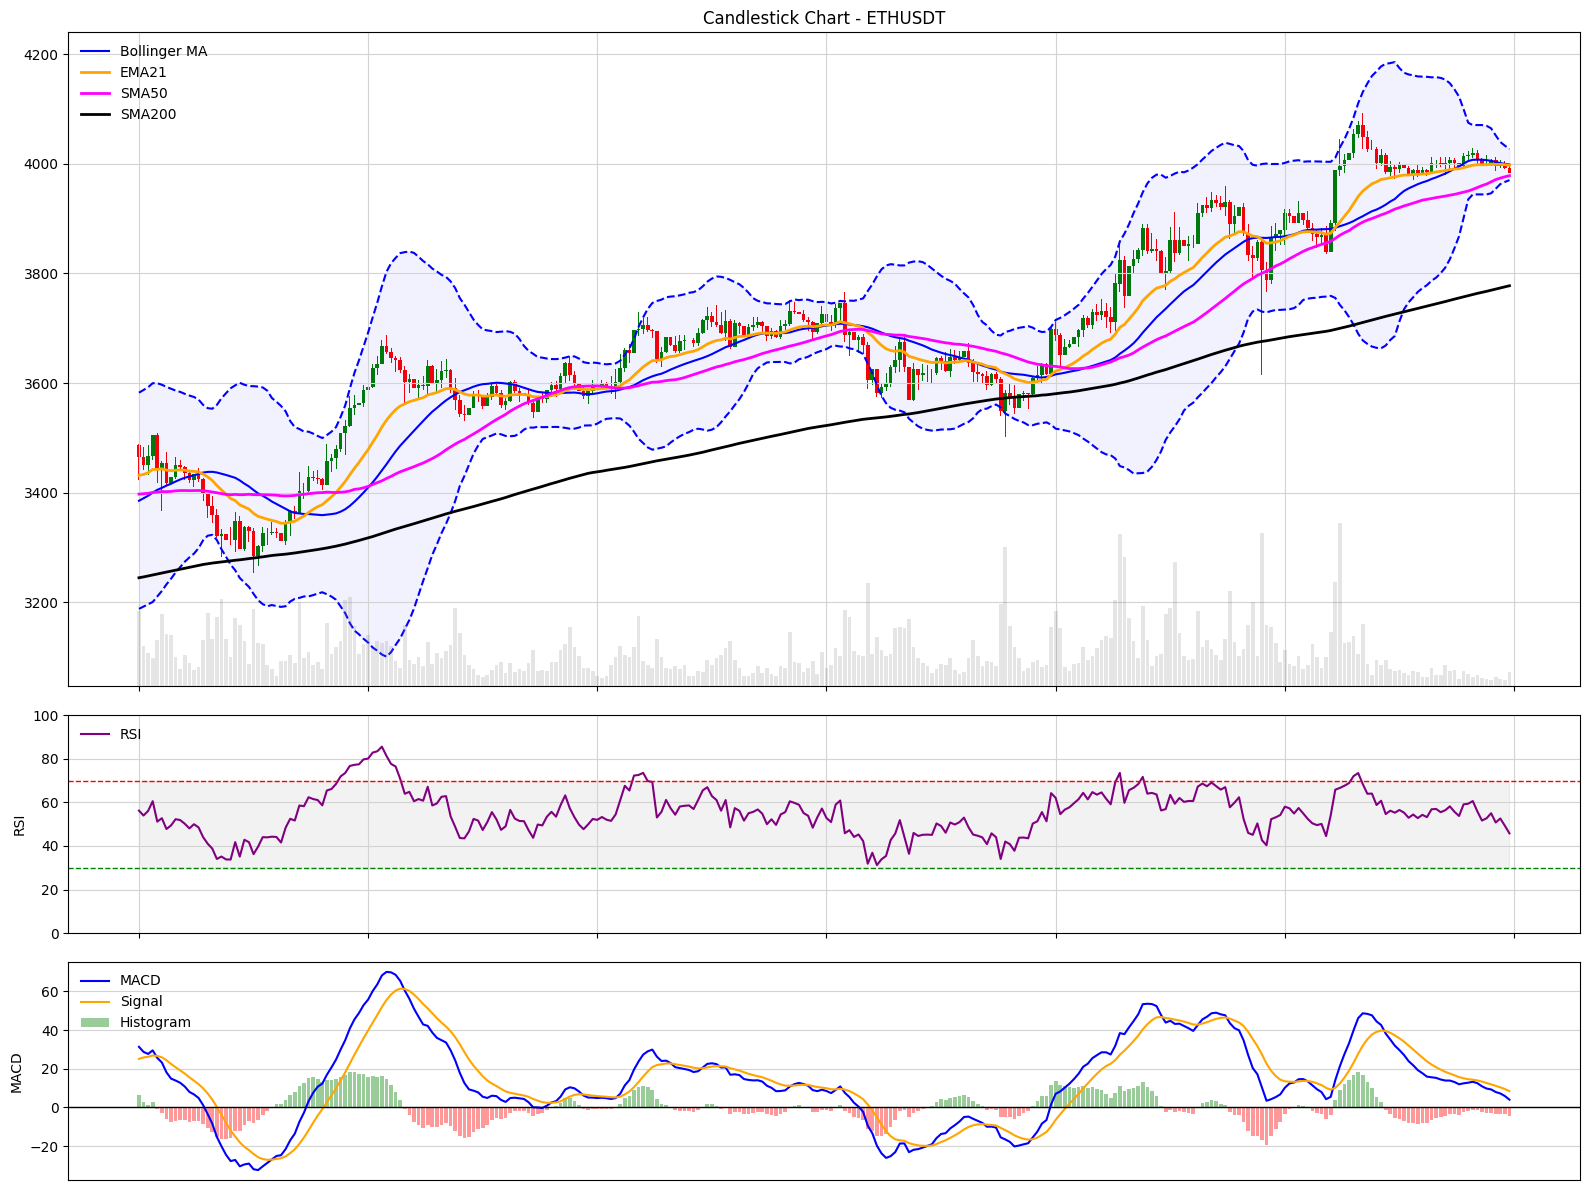 Candlestick Chart - ETHUSDT
Bollinger MA
EMA21
SMA50
SMA200
4200
4000
3800
3600
3400
3200
RSI
100
80
60
40
20
0
RSI
MACD
Signal
Histogram
60
40
20
0
−20
MACD